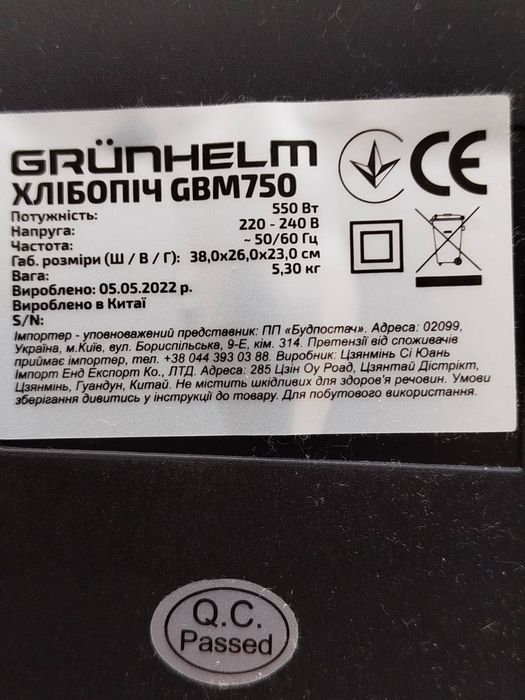 GRÜNHELM
ХЛІБОПІЧ GBM750
Потужність: 550 Вт
Напруга: 220 - 240 В
Частота: ~ 50/60 Гц
Габ. розміри (Ш / В / Г): 38,0х26,0х23,0 см
Вага: 5,30 кг
Вироблено: 05.05.2022 р.
Вироблено в Китаї
S/N:
Імпортер - уповноважений представник: ПП «Будпостач». Адреса: 02099,
Україна, м.Київ, вул. Бориспільська, 9-Е, кім. 314. Претензії від споживачів
приймає імпортер, тел. +38 044 393 03 88. Виробник: Цзянмінь Сі Юань
Імпорт Енд Експорт Ко., ЛТД. Адреса: 285 Цзін Оу Роад, Цзянтай Дістрікт,
Цзянмінь, Гуандун, Китай. Не містить шкідливих для здоров'я речовин. Умови
зберігання дивитись у інструкції до товару. Для побутового використання.
CE
Q.C.
Passed